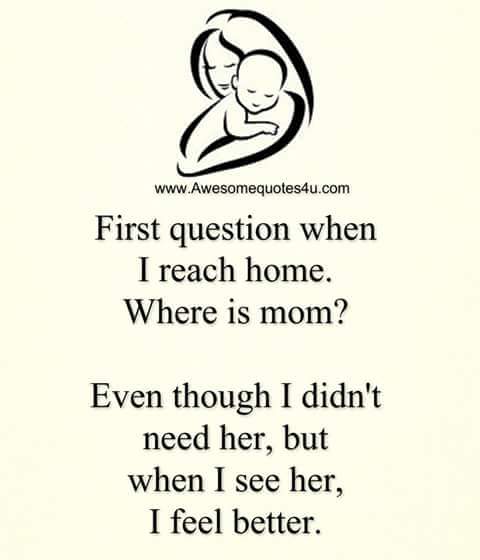 www.Awesomequotes4u.com
First question when
I reach home.
Where is mom?
Even though I didn't
need her, but
when I see her,
I feel better.